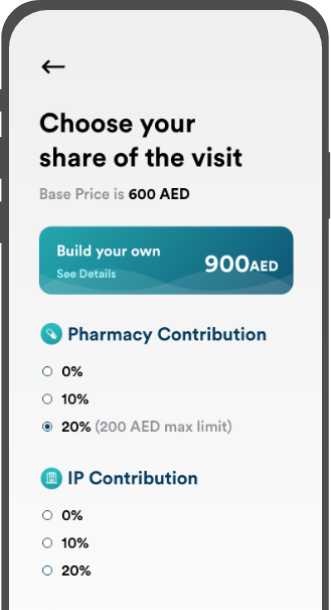 Choose your
share of the visit
Base Price is 600 AED
Build your own
See Details
900AED
Pharmacy Contribution
0%
10%
20% (200 AED max limit)
IP Contribution
0%
10%
20%